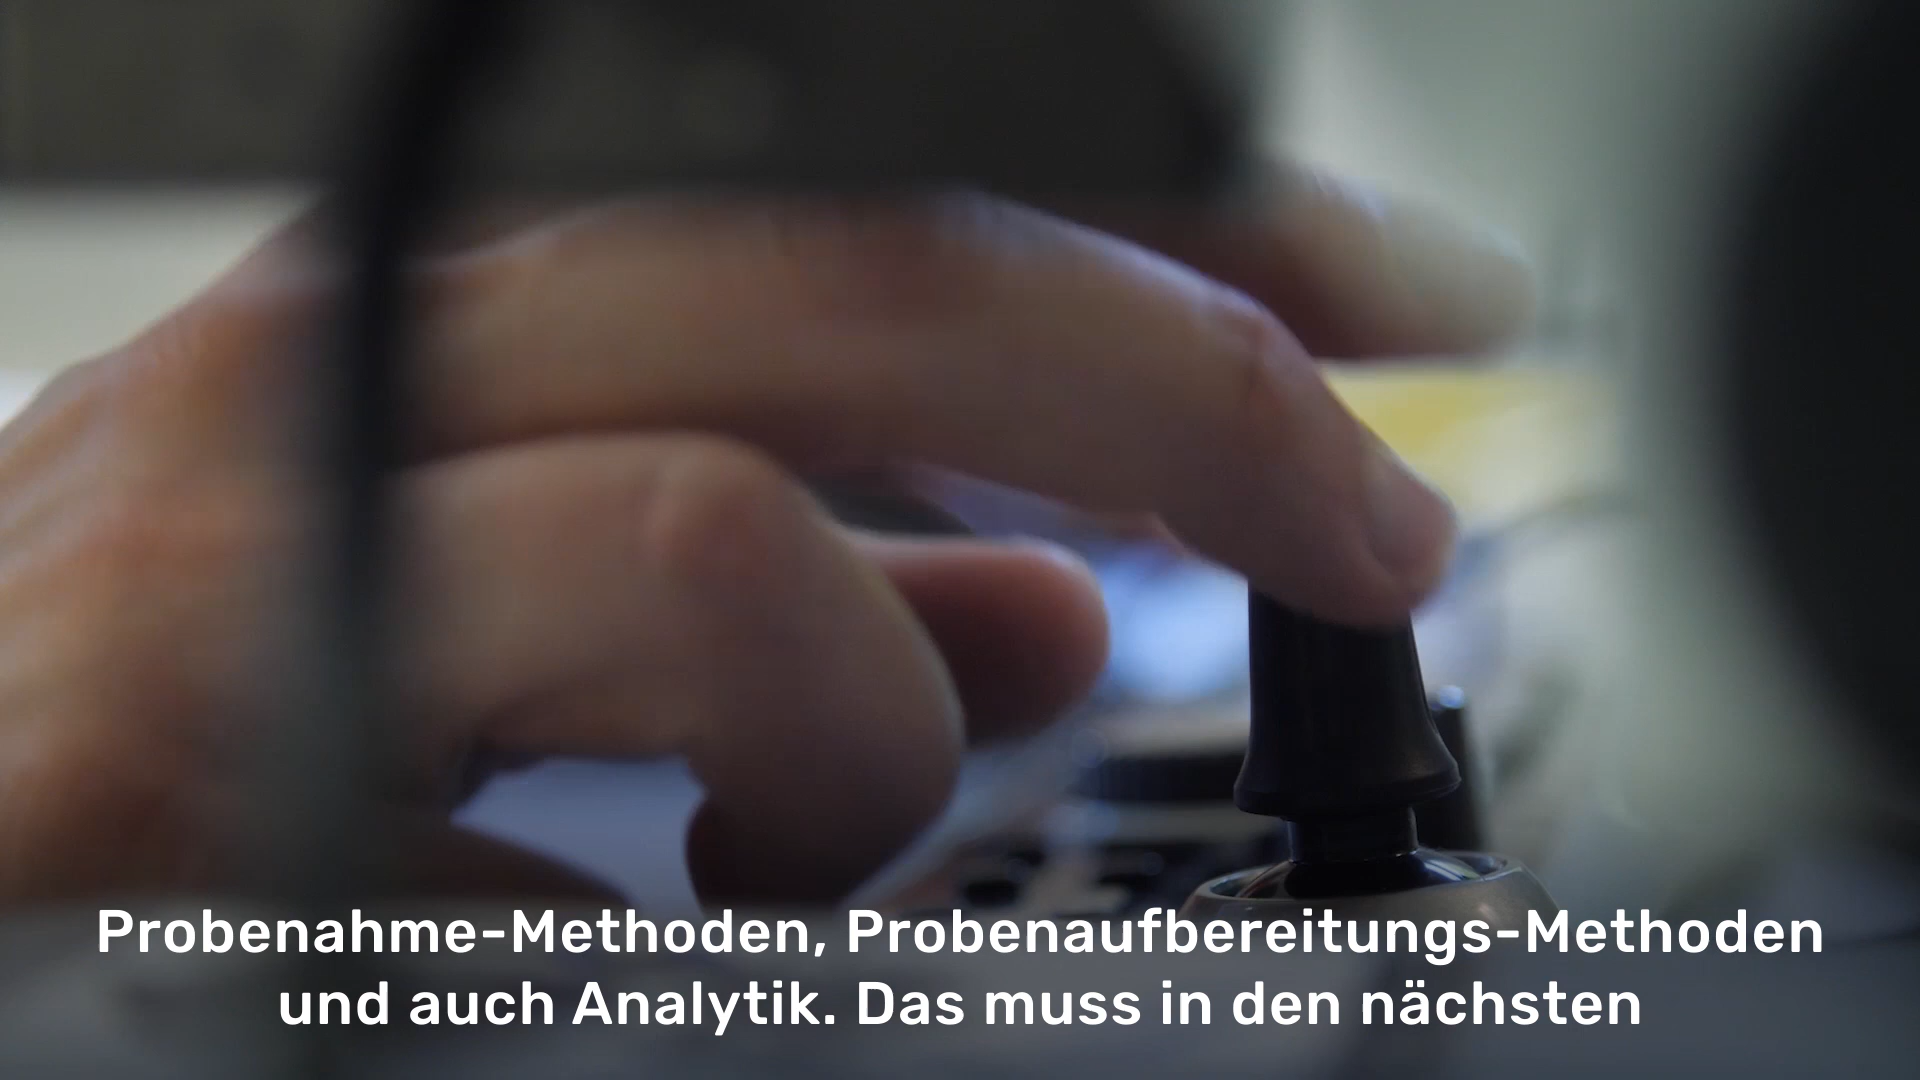 Probenahme-Methoden, Probenaufbereitungs-Methoden
und auch Analytik. Das muss in den nächsten